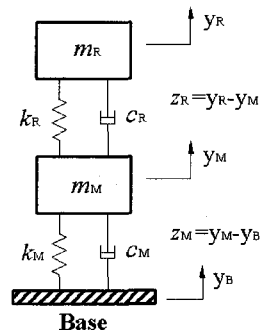 y_R
m_R
z_R=y_R-y_M
k_R
c_R
y_M
m_M
z_M=y_M-y_B
k_M
c_M
y_B
Base